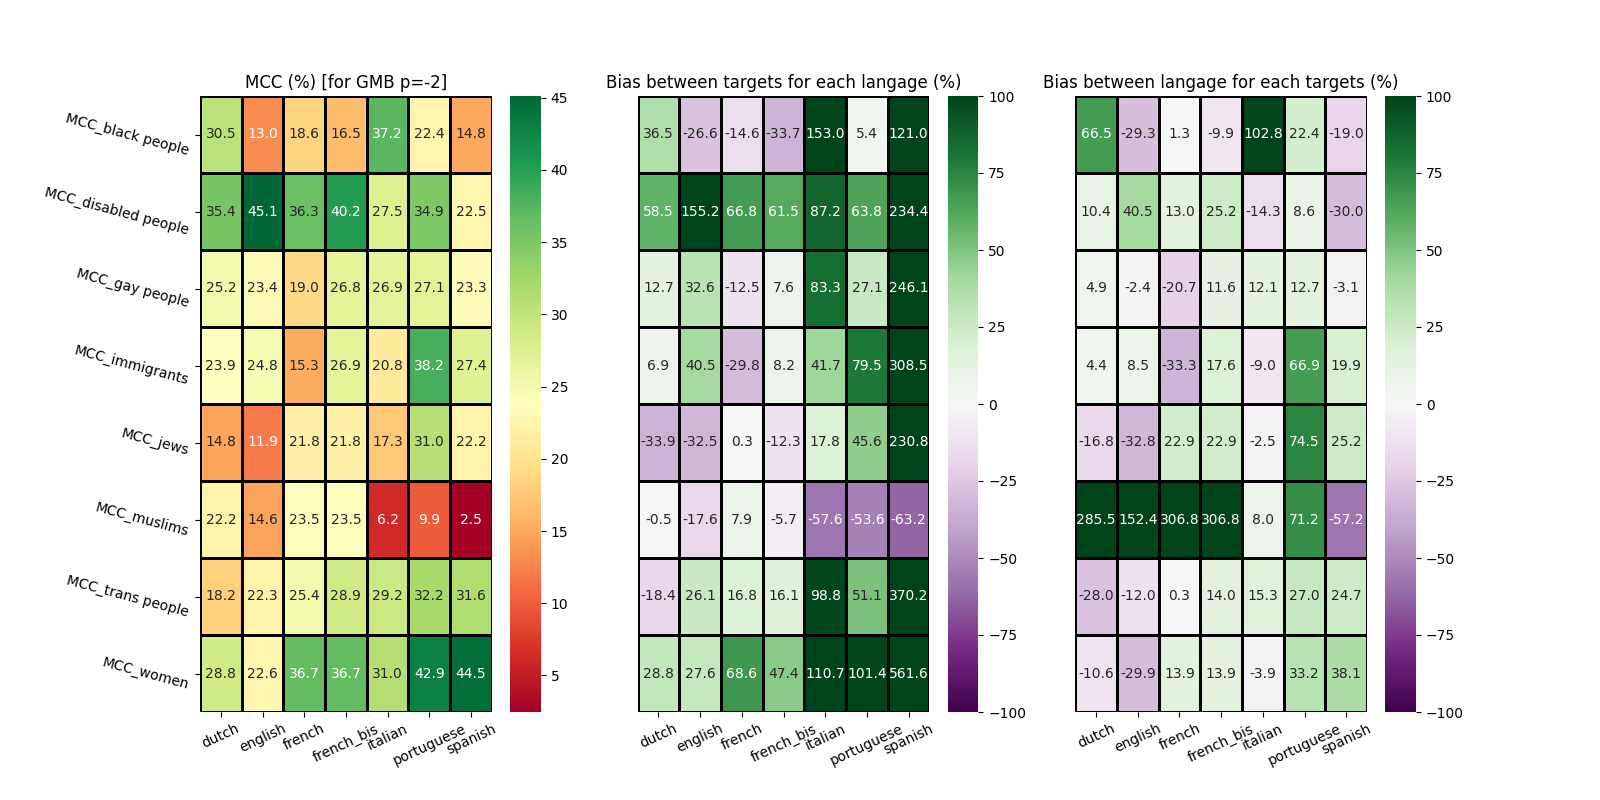 MCC (%) [for GMB p=-2]
Bias between targets for each langage (%)
Bias between langage for each targets (%)
MCC_black people
30.5 13.0 18.6 16.5 37.2 22.4 14.8
36.5 -26.6 -14.6 -33.7 153.0 5.4 121.0
66.5 -29.3 1.3 -9.9 102.8 22.4 -19.0
MCC_disabled people
35.4 45.1 36.3 40.2 27.5 34.9 22.5
58.5 155.2 66.8 61.5 87.2 63.8 234.4
10.4 40.5 13.0 25.2 -14.3 8.6 -30.0
MCC_gay people
25.2 23.4 19.0 26.8 26.9 27.1 23.3
12.7 32.6 -12.5 7.6 83.3 27.1 246.1
4.9 -2.4 -20.7 11.6 12.1 12.7 -3.1
MCC_immigrants
23.9 24.8 15.3 26.9 20.8 38.2 27.4
6.9 40.5 -29.8 8.2 41.7 79.5 308.5
4.4 8.5 -33.3 17.6 -9.0 66.9 19.9
MCC_jews
14.8 11.9 21.8 21.8 17.3 31.0 22.2
-33.9 -32.5 0.3 -12.3 17.8 45.6 230.8
-16.8 -32.8 22.9 22.9 -2.5 74.5 25.2
MCC_muslims
22.2 14.6 23.5 23.5 6.2 9.9 2.5
-0.5 -17.6 7.9 -5.7 -57.6 -53.6 -63.2
285.5 152.4 306.8 306.8 8.0 71.2 -57.2
MCC_trans people
18.2 22.3 25.4 28.9 29.2 32.2 31.6
-18.4 26.1 16.8 16.1 98.8 51.1 370.2
-28.0 -12.0 0.3 14.0 15.3 27.0 24.7
MCC_women
28.8 22.6 36.7 36.7 31.0 42.9 44.5
28.8 27.6 68.6 47.4 110.7 101.4 561.6
-10.6 -29.9 13.9 13.9 -3.9 33.2 38.1
dutch english french french_bis italian portuguese spanish
dutch english french french_bis italian portuguese spanish
dutch english french french_bis italian portuguese spanish
45
40
35
30
25
20
15
10
5
100
75
50
25
0
−25
−50
−75
−100
100
75
50
25
0
−25
−50
−75
−100